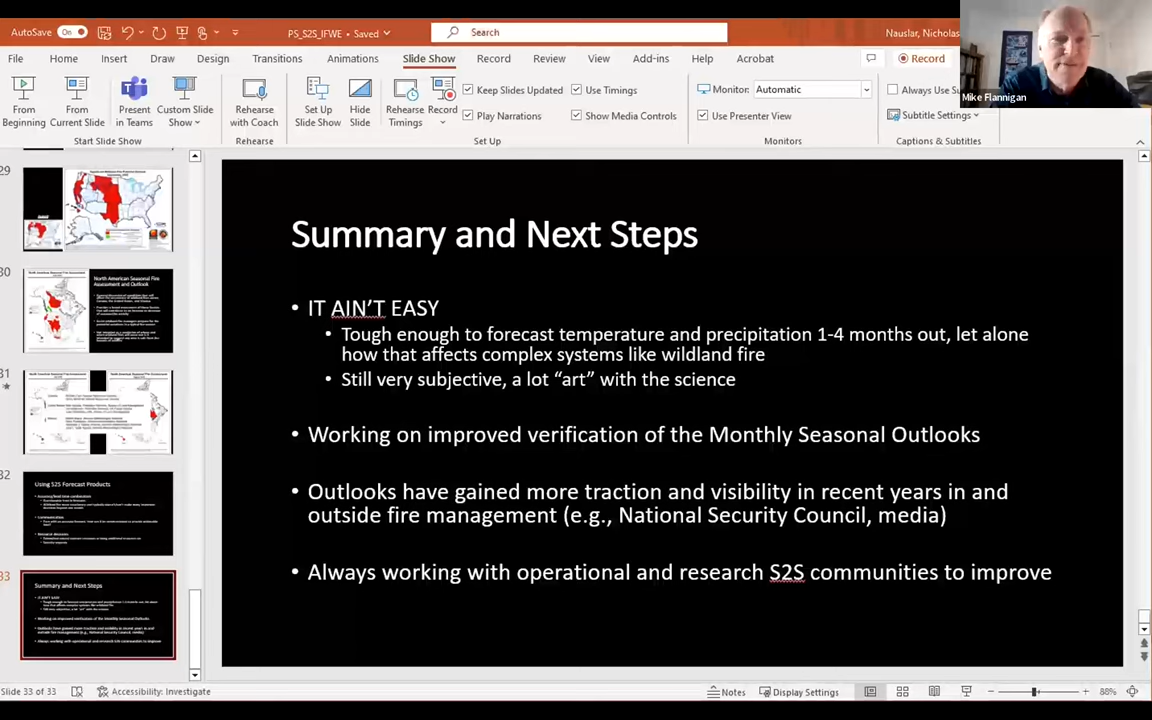 AutoSave On PS_S2S_IFWE • Saved Search Nauslar, Nicholas
File Home Insert Draw Design Transitions Animations Slide Show Record Review View Add-ins Help Acrobat Record
Mike Flannigan
From Beginning
From Current Slide
Present in Teams
Custom Slide Show
Start Slide Show
Rehearse with Coach
Rehearse
Set Up Slide Show
Hide Slide
Rehearse Timings
Record
Keep Slides Updated
Play Narrations
Use Timings
Show Media Controls
Set Up
Monitor: Automatic
Use Presenter View
Monitors
Always Use
Subtitle Settings
Captions & Subtitles
29
30
North American Seasonal Fire
Assessment and Outlook
31
32
Using S2S Forecast Products
33
Summary and Next Steps
Summary and Next Steps
• IT AIN'T EASY
• Tough enough to forecast temperature and precipitation 1-4 months out, let alone
how that affects complex systems like wildland fire
• Still very subjective, a lot “art” with the science
• Working on improved verification of the Monthly Seasonal Outlooks
• Outlooks have gained more traction and visibility in recent years in and
outside fire management (e.g., National Security Council, media)
• Always working with operational and research S2S communities to improve
Slide 33 of 33 Accessibility: Investigate Notes Display Settings 88%